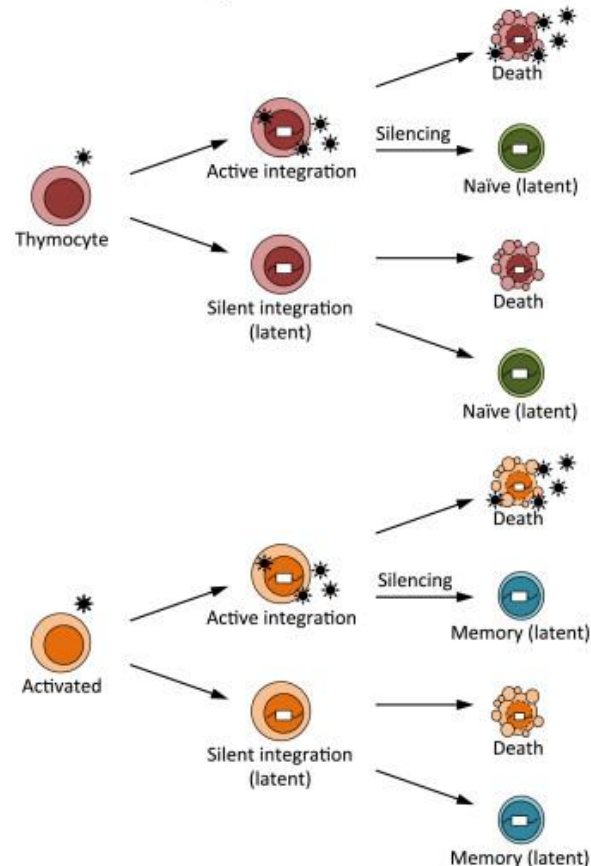 Death
Silencing
Active integration
Naïve (latent)
Thymocyte
Silent integration
(latent)
Death
Naïve (latent)
Death
Silencing
Active integration
Memory (latent)
Activated
Silent integration
(latent)
Death
Memory (latent)